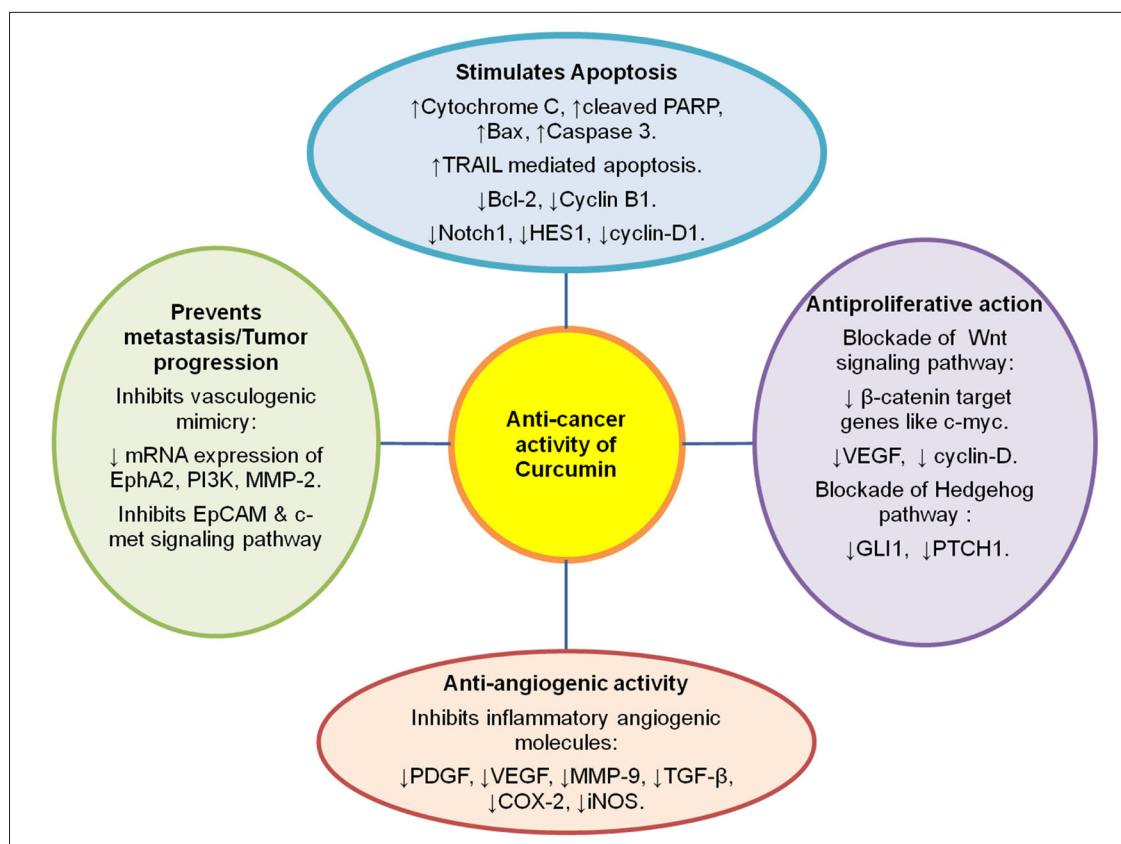 Stimulates Apoptosis
↑Cytochrome C, ↑cleaved PARP,
↑Bax, ↑Caspase 3.
↑TRAIL mediated apoptosis.
↓Bcl-2, ↓Cyclin B1.
↓Notch1, ↓HES1, ↓cyclin-D1.
Prevents
metastasis/Tumor
progression
Inhibits vasculogenic
mimicry:
↓ mRNA expression of
EphA2, PI3K, MMP-2.
Inhibits EpCAM & c-
met signaling pathway
Anti-cancer
activity of
Curcumin
Antiproliferative action
Blockade of Wnt
signaling pathway:
↓ β-catenin target
genes like c-myc.
↓VEGF, ↓ cyclin-D.
Blockade of Hedgehog
pathway :
↓GLI1, ↓PTCH1.
Anti-angiogenic activity
Inhibits inflammatory angiogenic
molecules:
↓PDGF, ↓VEGF, ↓MMP-9, ↓TGF-β,
↓COX-2, ↓iNOS.